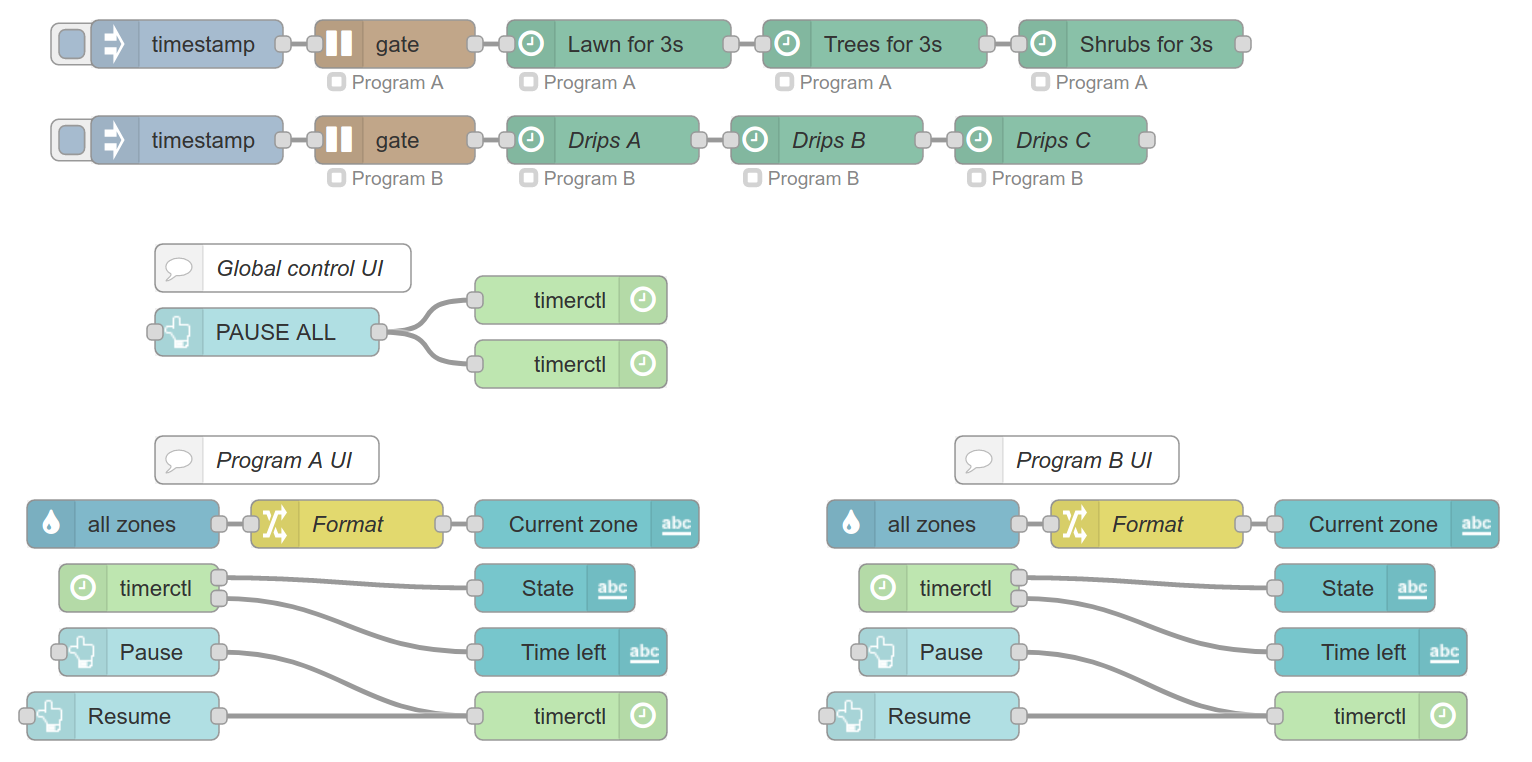 timestamp gate Lawn for 3s Trees for 3s Shrubs for 3s
Program A Program A Program A Program A
timestamp gate Drips A Drips B Drips C
Program B Program B Program B Program B
Global control UI
timerctl
PAUSE ALL
timerctl
Program A UI
all zones Format Current zone abc
timerctl State abc
Pause Time left abc
Resume timerctl
Program B UI
all zones Format Current zone abc
timerctl State abc
Pause Time left abc
Resume timerctl